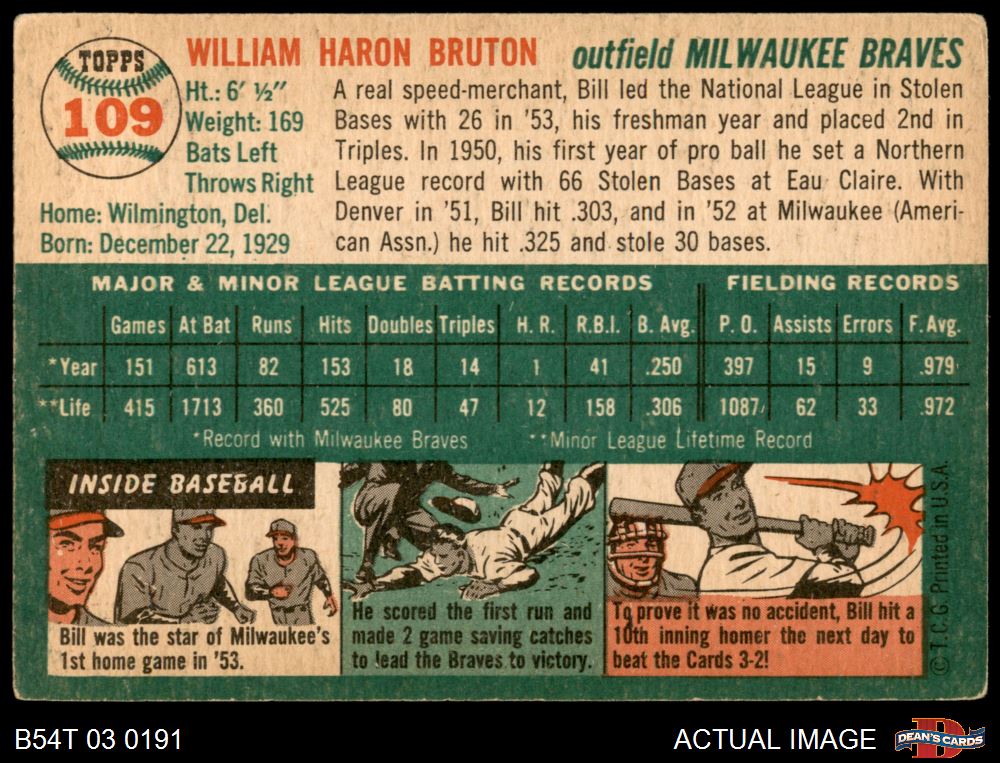 TOPPS
109
WILLIAM HARON BRUTON
outfield MILWAUKEE BRAVES
Ht.: 6' ½"
Weight: 169
Bats Left
Throws Right
Home: Wilmington, Del.
Born: December 22, 1929
A real speed-merchant, Bill led the National League in Stolen
Bases with 26 in '53, his freshman year and placed 2nd in
Triples. In 1950, his first year of pro ball he set a Northern
League record with 66 Stolen Bases at Eau Claire. With
Denver in '51, Bill hit .303, and in '52 at Milwaukee (Ameri-
can Assn.) he hit .325 and stole 30 bases.
MAJOR & MINOR LEAGUE BATTING RECORDS FIELDING RECORDS
Games At Bat Runs Hits Doubles Triples H. R. R.B.I. B. Avg. P. O. Assists Errors F. Avg.
*Year 151 613 82 153 18 14 1 41 .250 397 15 9 .979
**Life 415 1713 360 525 80 47 12 158 .306 1087 62 33 .972
*Record with Milwaukee Braves **Minor League Lifetime Record
INSIDE BASEBALL
Bill was the star of Milwaukee's
1st home game in '53.
He scored the first run and
made 2 game saving catches
to lead the Braves to victory.
To prove it was no accident, Bill hit a
10th inning homer the next day to
beat the Cards 3-2!
© T.C.G. Printed in U.S.A.
B54T 03 0191
ACTUAL IMAGE
DEAN'S CARDS